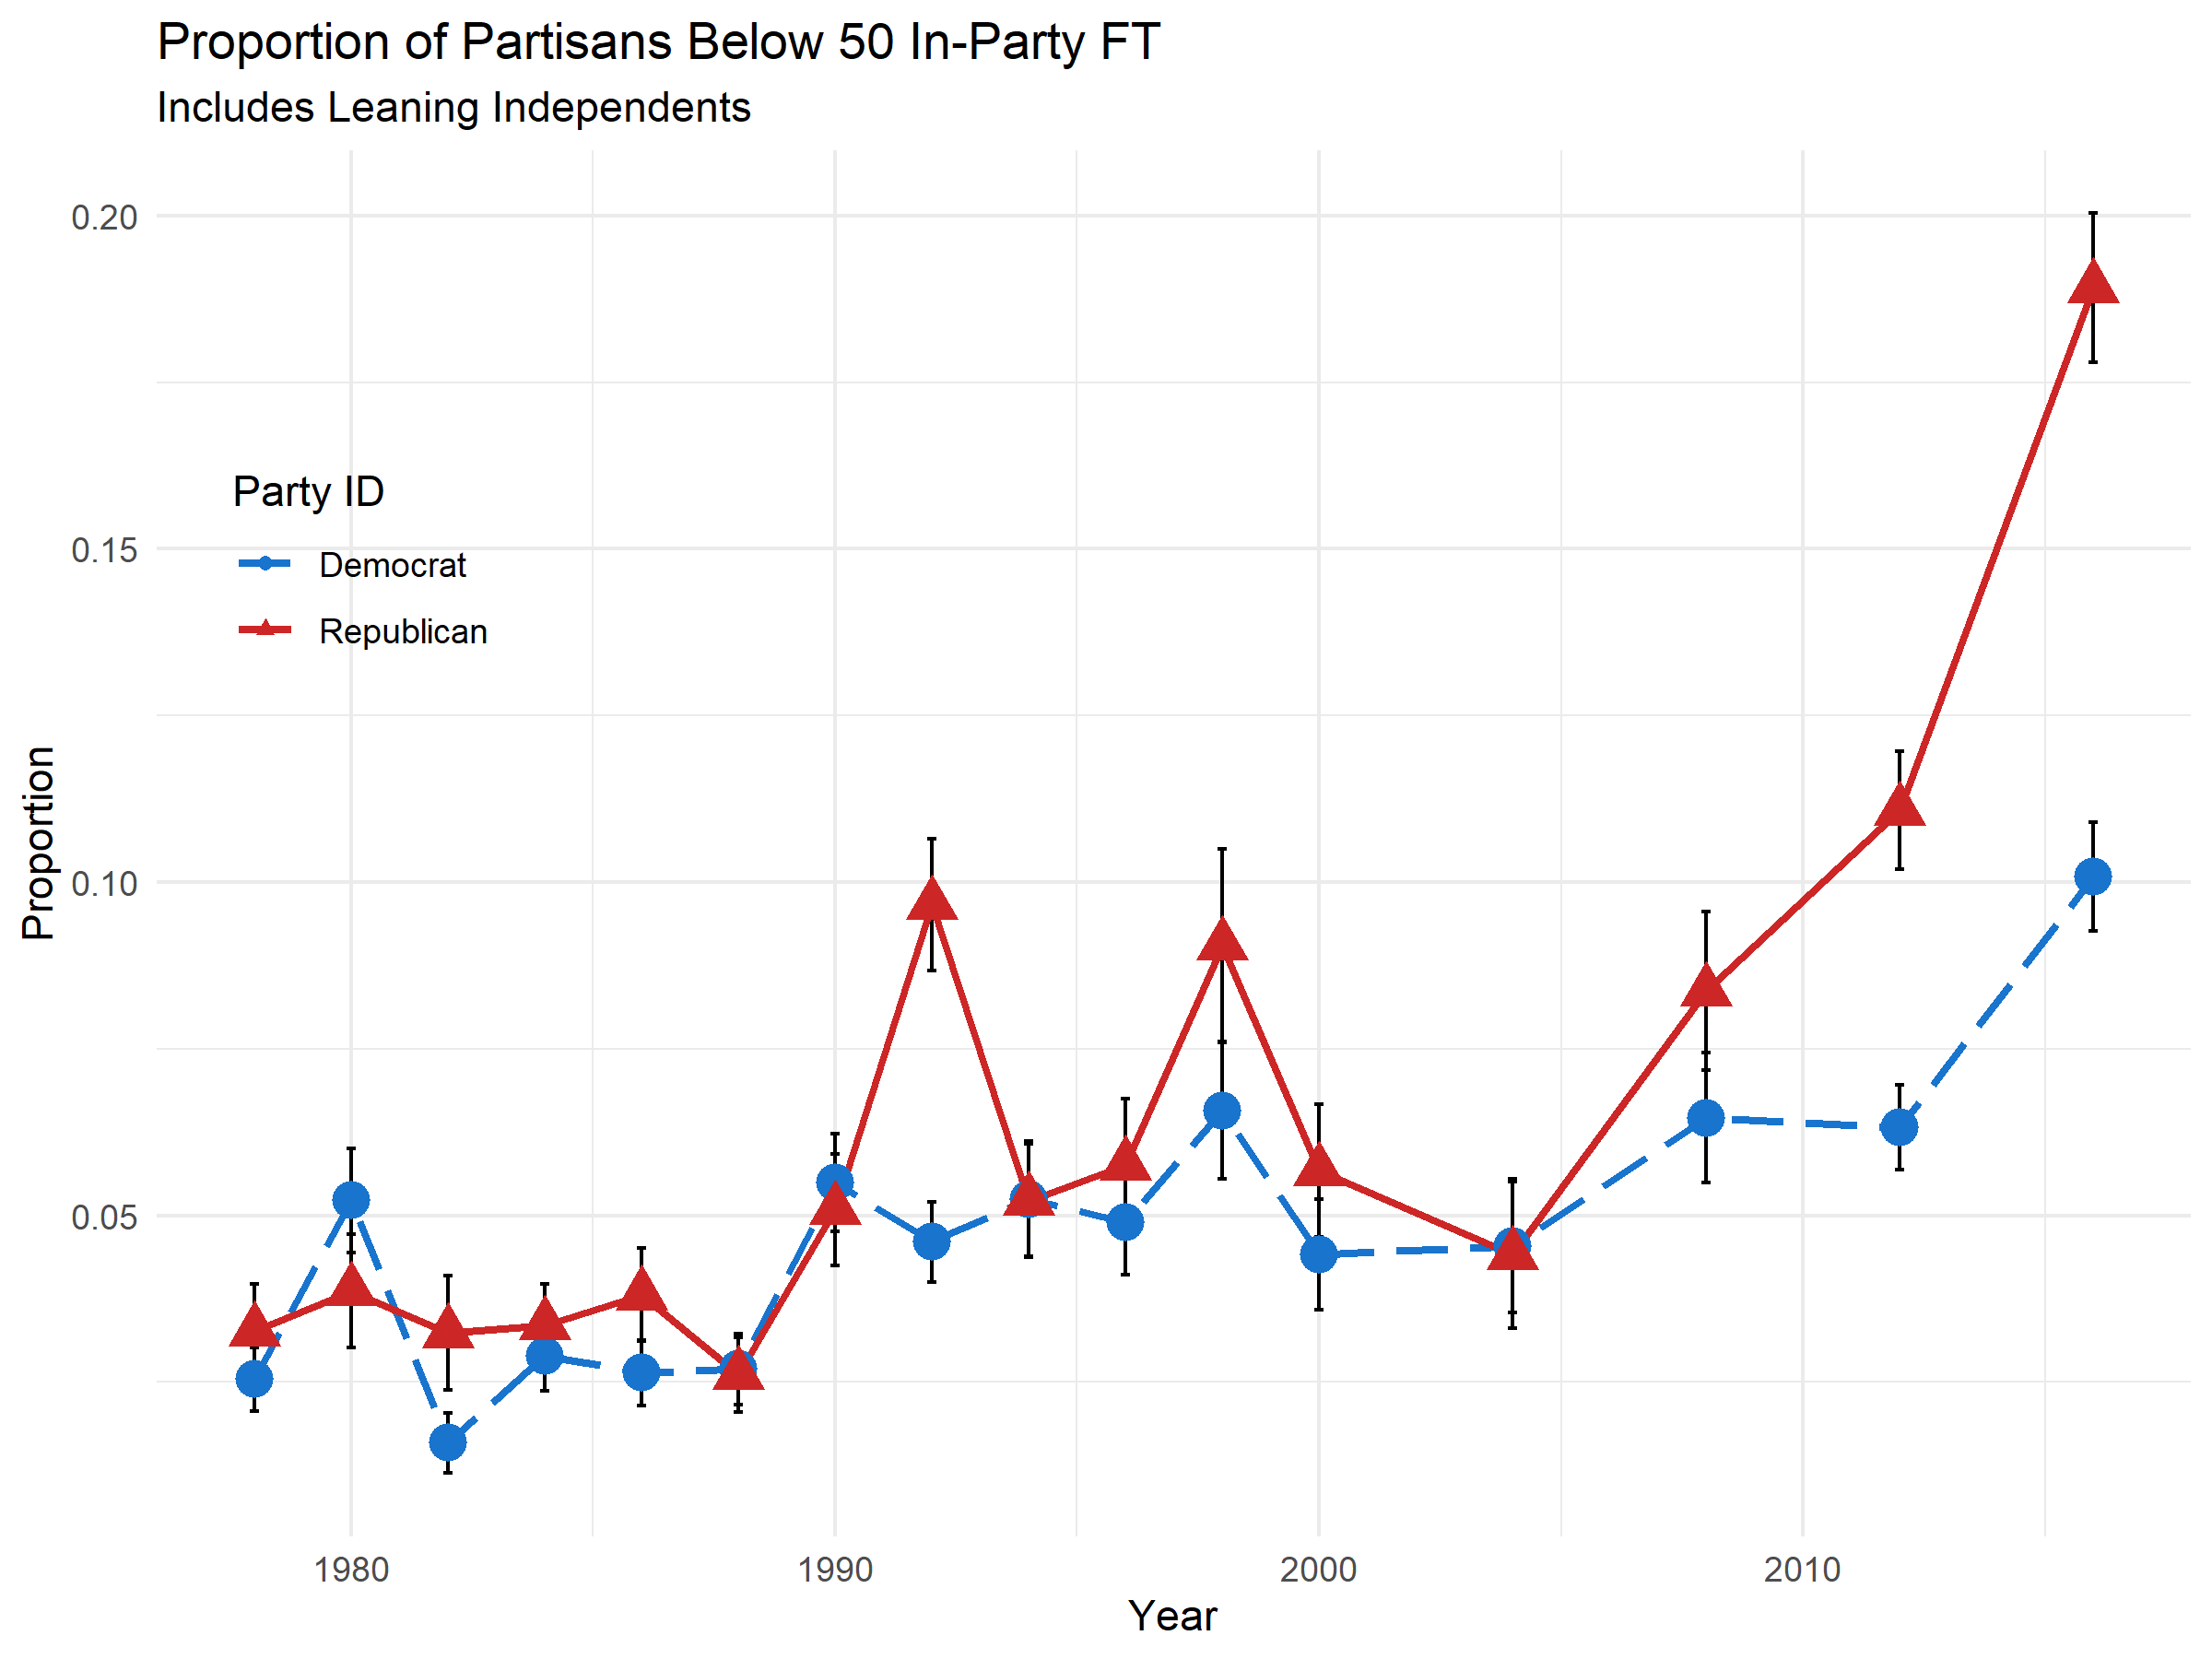 Proportion of Partisans Below 50 In-Party FT
Includes Leaning Independents
0.20
0.15
0.10
0.05
Proportion
Party ID
Democrat
Republican
1980 1990 2000 2010
Year